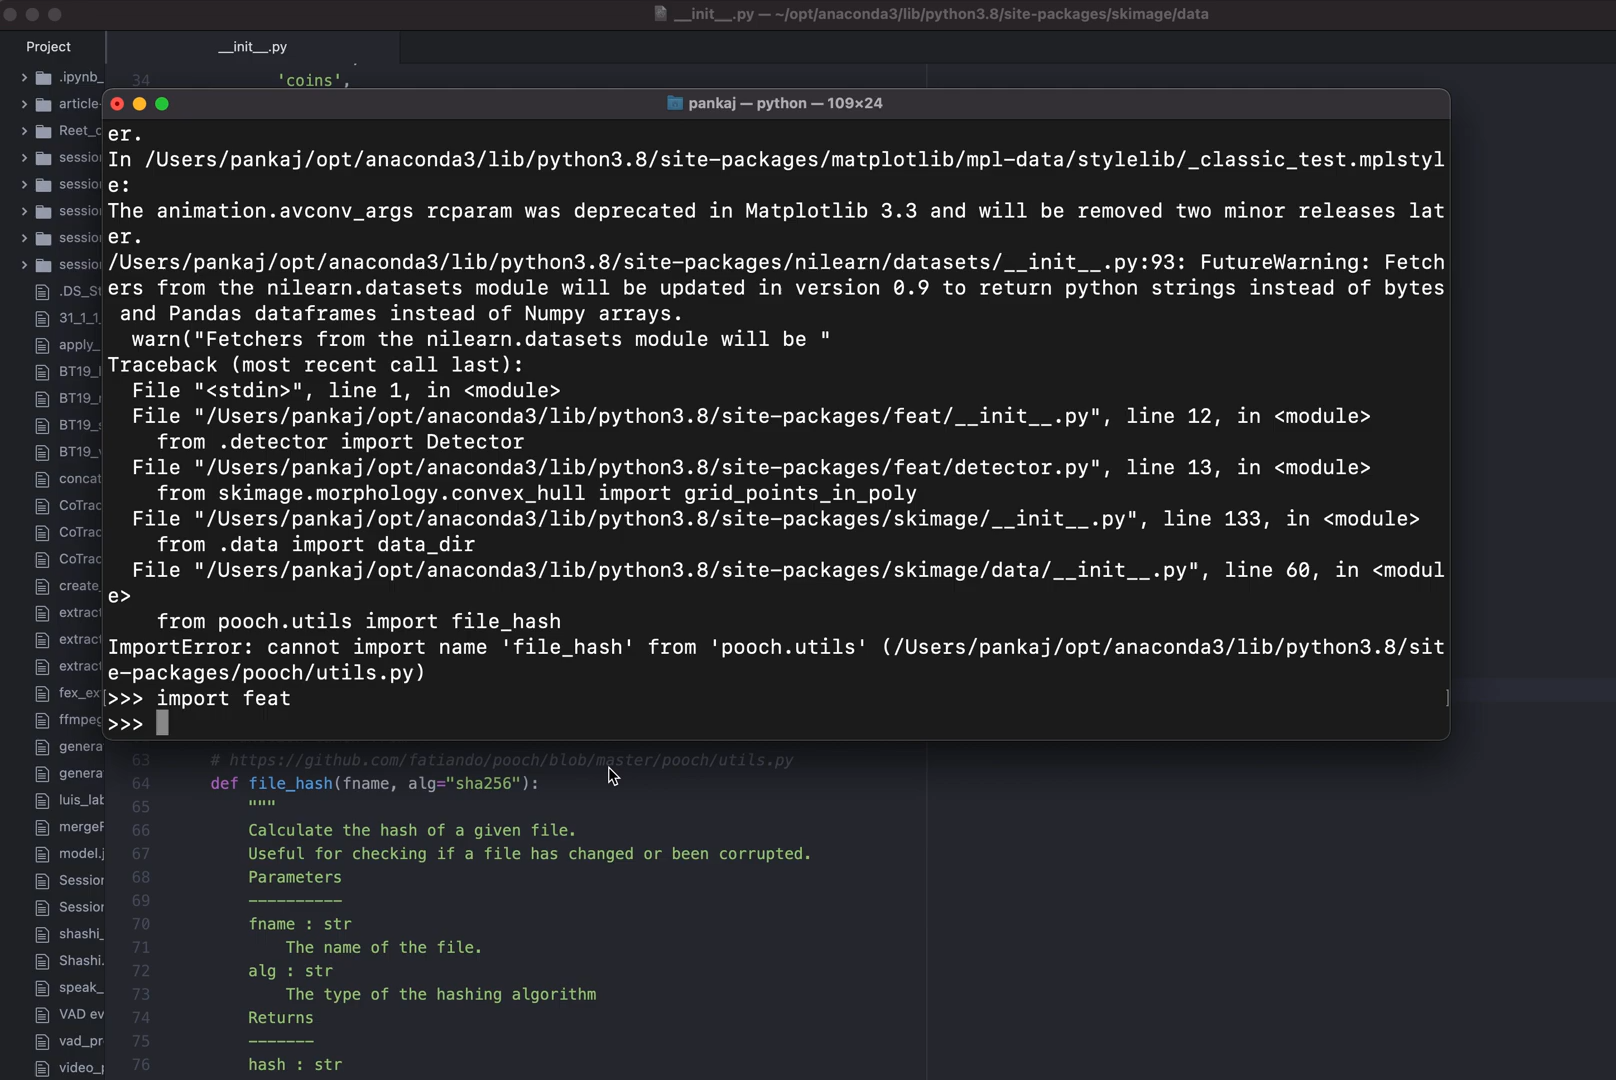 __init__.py — ~/opt/anaconda3/lib/python3.8/site-packages/skimage/data
Project
__init__.py
34 'coins',
.ipynb_
article
Reet_c
sessio
sessio
sessio
sessio
sessio
.DS_St
31_1_1_
apply_
BT19_l
BT19_
BT19_s
BT19_v
concat
CoTrac
CoTrac
CoTrac
create_
extract
extract
extract
fex_ex
ffmpeg
genera
genera
luis_lab
mergeF
model.j
Session
Session
shashi_
Shashi.
speak_
VAD ev
vad_pr
video_p
pankaj — python — 109×24
er.
In /Users/pankaj/opt/anaconda3/lib/python3.8/site-packages/matplotlib/mpl-data/stylelib/_classic_test.mplstyl
e:
The animation.avconv_args rcparam was deprecated in Matplotlib 3.3 and will be removed two minor releases lat
er.
/Users/pankaj/opt/anaconda3/lib/python3.8/site-packages/nilearn/datasets/__init__.py:93: FutureWarning: Fetch
ers from the nilearn.datasets module will be updated in version 0.9 to return python strings instead of bytes
and Pandas dataframes instead of Numpy arrays.
warn("Fetchers from the nilearn.datasets module will be "
Traceback (most recent call last):
File "<stdin>", line 1, in <module>
File "/Users/pankaj/opt/anaconda3/lib/python3.8/site-packages/feat/__init__.py", line 12, in <module>
from .detector import Detector
File "/Users/pankaj/opt/anaconda3/lib/python3.8/site-packages/feat/detector.py", line 13, in <module>
from skimage.morphology.convex_hull import grid_points_in_poly
File "/Users/pankaj/opt/anaconda3/lib/python3.8/site-packages/skimage/__init__.py", line 133, in <module>
from .data import data_dir
File "/Users/pankaj/opt/anaconda3/lib/python3.8/site-packages/skimage/data/__init__.py", line 60, in <modul
e>
from pooch.utils import file_hash
ImportError: cannot import name 'file_hash' from 'pooch.utils' (/Users/pankaj/opt/anaconda3/lib/python3.8/sit
e-packages/pooch/utils.py)
[>>> import feat ]
>>>
63 # https://github.com/fatiando/pooch/blob/master/pooch/utils.py
64 def file_hash(fname, alg="sha256"):
65 """
66 Calculate the hash of a given file.
67 Useful for checking if a file has changed or been corrupted.
68 Parameters
69 ----------
70 fname : str
71 The name of the file.
72 alg : str
73 The type of the hashing algorithm
74 Returns
75 -------
76 hash : str